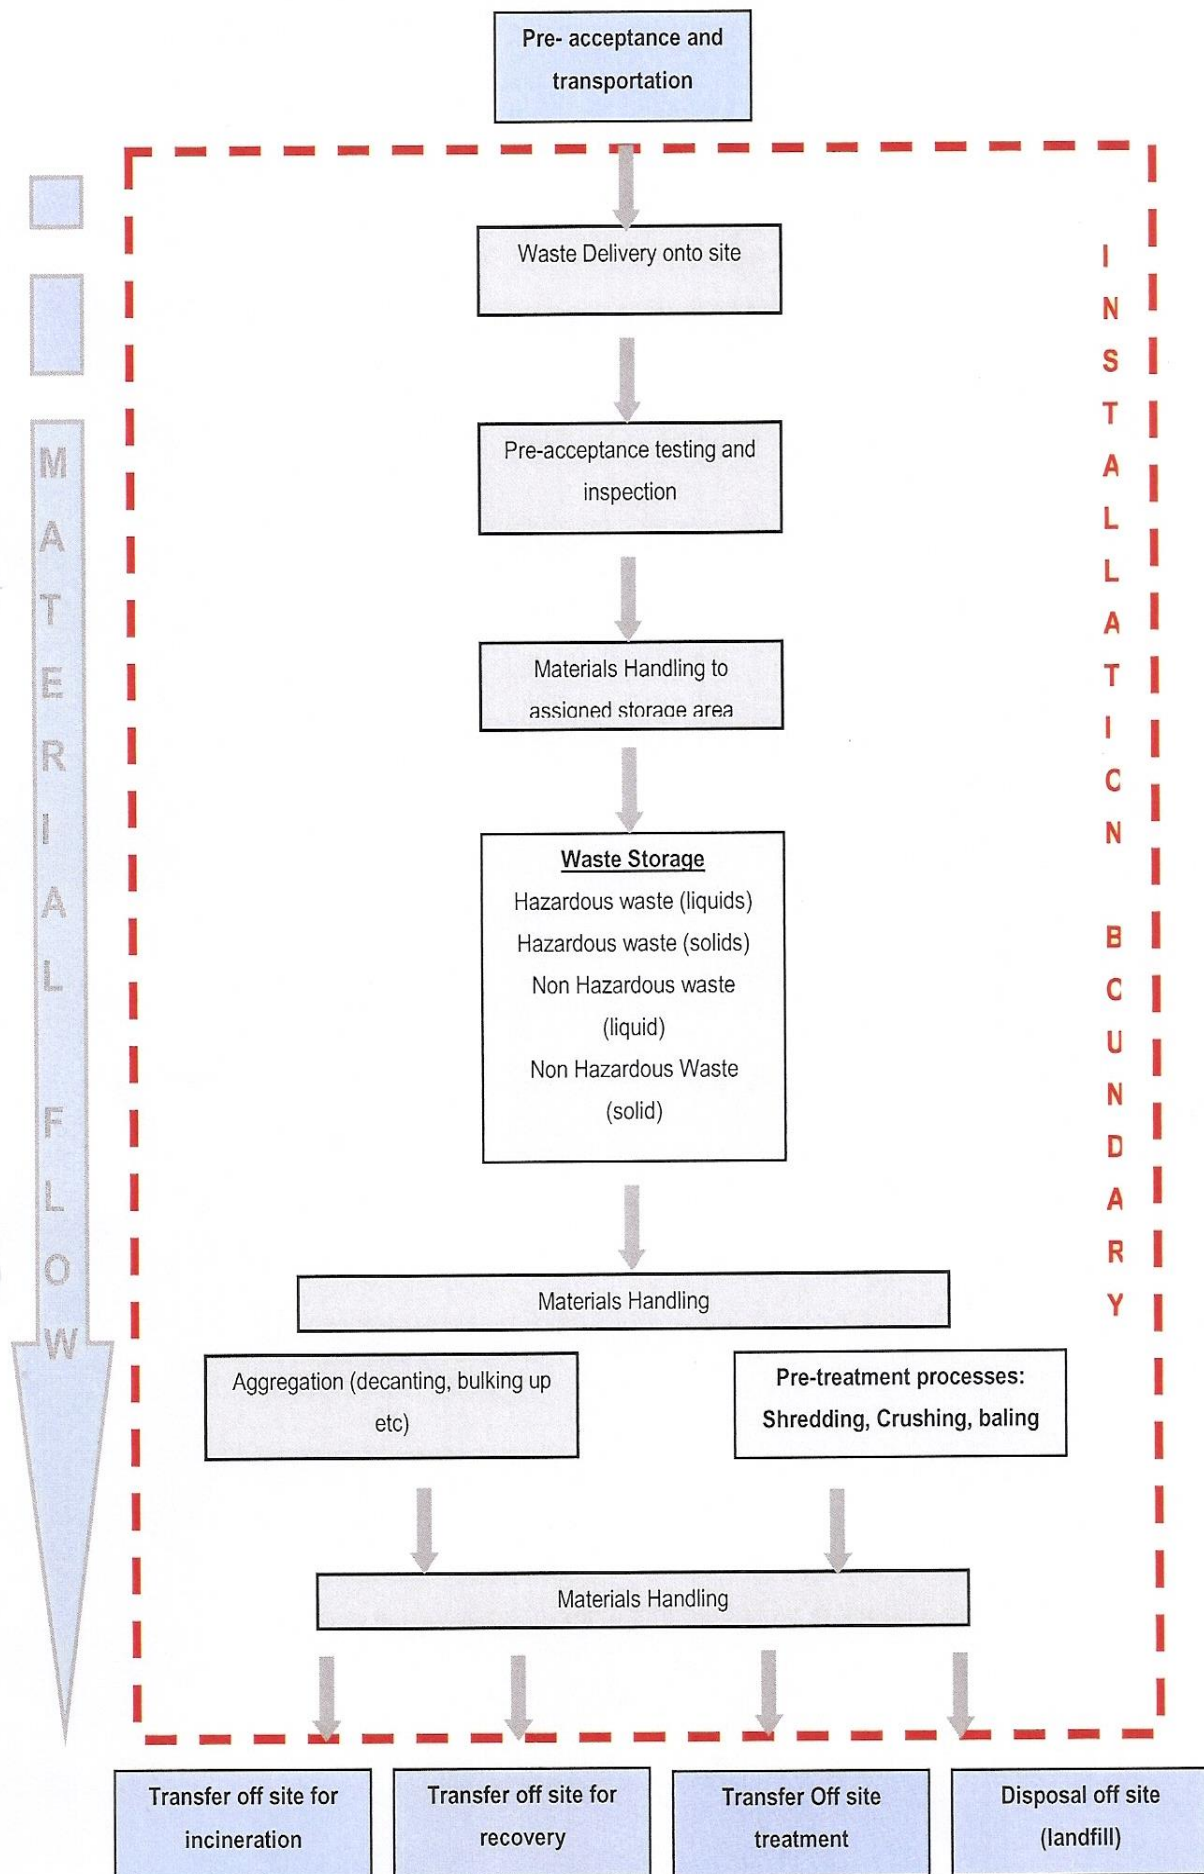 Pre- acceptance and
transportation
Waste Delivery onto site
Pre-acceptance testing and
inspection
Materials Handling to
assigned storage area
Waste Storage
Hazardous waste (liquids)
Hazardous waste (solids)
Non Hazardous waste
(liquid)
Non Hazardous Waste
(solid)
Materials Handling
Aggregation (decanting, bulking up
etc)
Pre-treatment processes:
Shredding, Crushing, baling
Materials Handling
Transfer off site for
incineration
Transfer off site for
recovery
Transfer Off site
treatment
Disposal off site
(landfill)
MATERIAL FLOW
INSTALLATION BOUNDARY